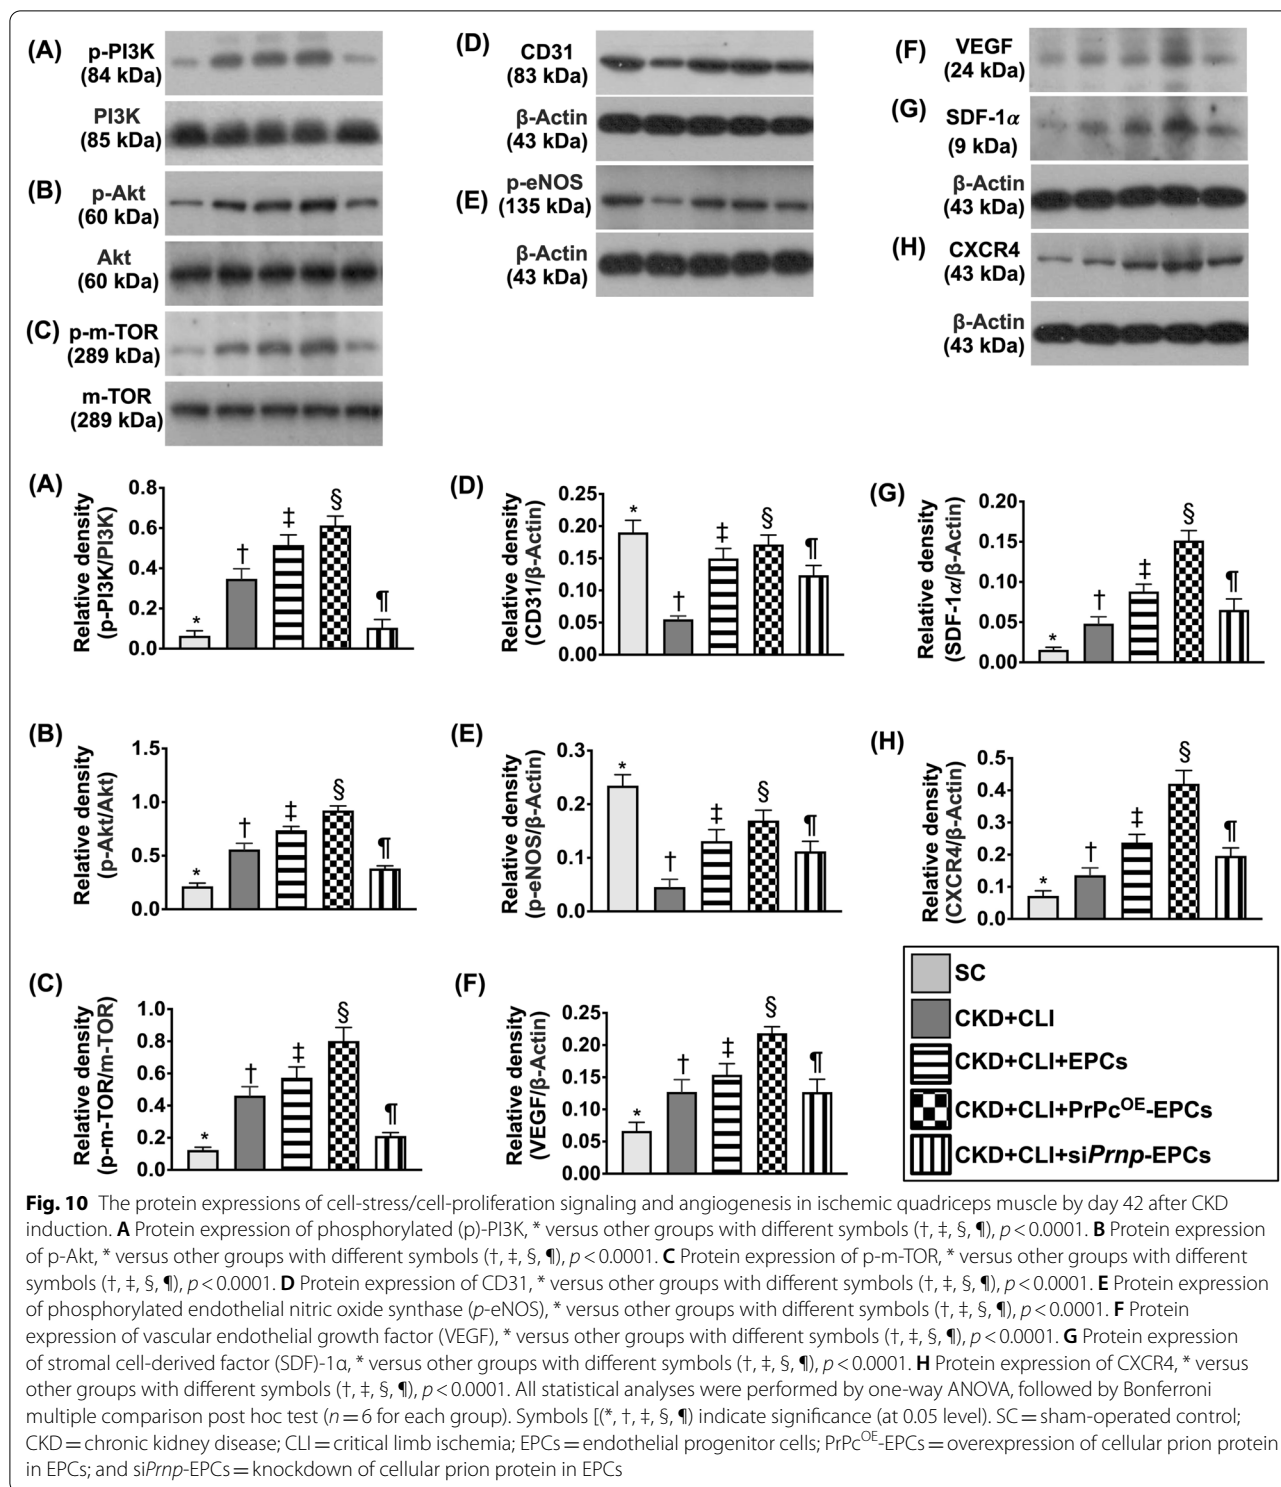 (A)
p-PI3K
(84 kDa)
PI3K
(85 kDa)
(B)
p-Akt
(60 kDa)
Akt
(60 kDa)
(C)
p-m-TOR
(289 kDa)
m-TOR
(289 kDa)
(D)
CD31
(83 kDa)
β-Actin
(43 kDa)
(E)
p-eNOS
(135 kDa)
β-Actin
(43 kDa)
(F)
VEGF
(24 kDa)
(G)
SDF-1α
(9 kDa)
β-Actin
(43 kDa)
(H)
CXCR4
(43 kDa)
β-Actin
(43 kDa)
(A)
Relative density
(p-PI3K/PI3K)
0.8
0.6
0.4
0.2
0.0
* † ‡ § ¶
(D)
Relative density
(CD31/β-Actin)
0.25
0.20
0.15
0.10
0.05
0.00
* † ‡ § ¶
(G)
Relative density
(SDF-1α/β-Actin)
0.20
0.15
0.10
0.05
0.00
* † ‡ § ¶
(B)
Relative density
(p-Akt/Akt)
1.5
1.0
0.5
0.0
* † ‡ § ¶
(E)
Relative density
(p-eNOS/β-Actin)
0.3
0.2
0.1
0.0
* † ‡ § ¶
(H)
Relative density
(CXCR4/β-Actin)
0.5
0.4
0.3
0.2
0.1
0.0
* † ‡ § ¶
(C)
Relative density
(p-m-TOR/m-TOR)
1.0
0.8
0.6
0.4
0.2
0.0
* † ‡ § ¶
(F)
Relative density
(VEGF/β-Actin)
0.25
0.20
0.15
0.10
0.05
0.00
* † ‡ § ¶
SC
CKD+CLI
CKD+CLI+EPCs
CKD+CLI+PrPcᴼᴱ-EPCs
CKD+CLI+siPrnp-EPCs
Fig. 10 The protein expressions of cell-stress/cell-proliferation signaling and angiogenesis in ischemic quadriceps muscle by day 42 after CKD
induction. A Protein expression of phosphorylated (p)-PI3K, * versus other groups with different symbols (†, ‡, §, ¶), p < 0.0001. B Protein expression
of p-Akt, * versus other groups with different symbols (†, ‡, §, ¶), p < 0.0001. C Protein expression of p-m-TOR, * versus other groups with different
symbols (†, ‡, §, ¶), p < 0.0001. D Protein expression of CD31, * versus other groups with different symbols (†, ‡, §, ¶), p < 0.0001. E Protein expression
of phosphorylated endothelial nitric oxide synthase (p-eNOS), * versus other groups with different symbols (†, ‡, §, ¶), p < 0.0001. F Protein
expression of vascular endothelial growth factor (VEGF), * versus other groups with different symbols (†, ‡, §, ¶), p < 0.0001. G Protein expression
of stromal cell-derived factor (SDF)-1α, * versus other groups with different symbols (†, ‡, §, ¶), p < 0.0001. H Protein expression of CXCR4, * versus
other groups with different symbols (†, ‡, §, ¶), p < 0.0001. All statistical analyses were performed by one-way ANOVA, followed by Bonferroni
multiple comparison post hoc test (n = 6 for each group). Symbols [(*, †, ‡, §, ¶) indicate significance (at 0.05 level). SC = sham-operated control;
CKD = chronic kidney disease; CLI = critical limb ischemia; EPCs = endothelial progenitor cells; PrPcᴼᴱ-EPCs = overexpression of cellular prion protein
in EPCs; and siPrnp-EPCs = knockdown of cellular prion protein in EPCs